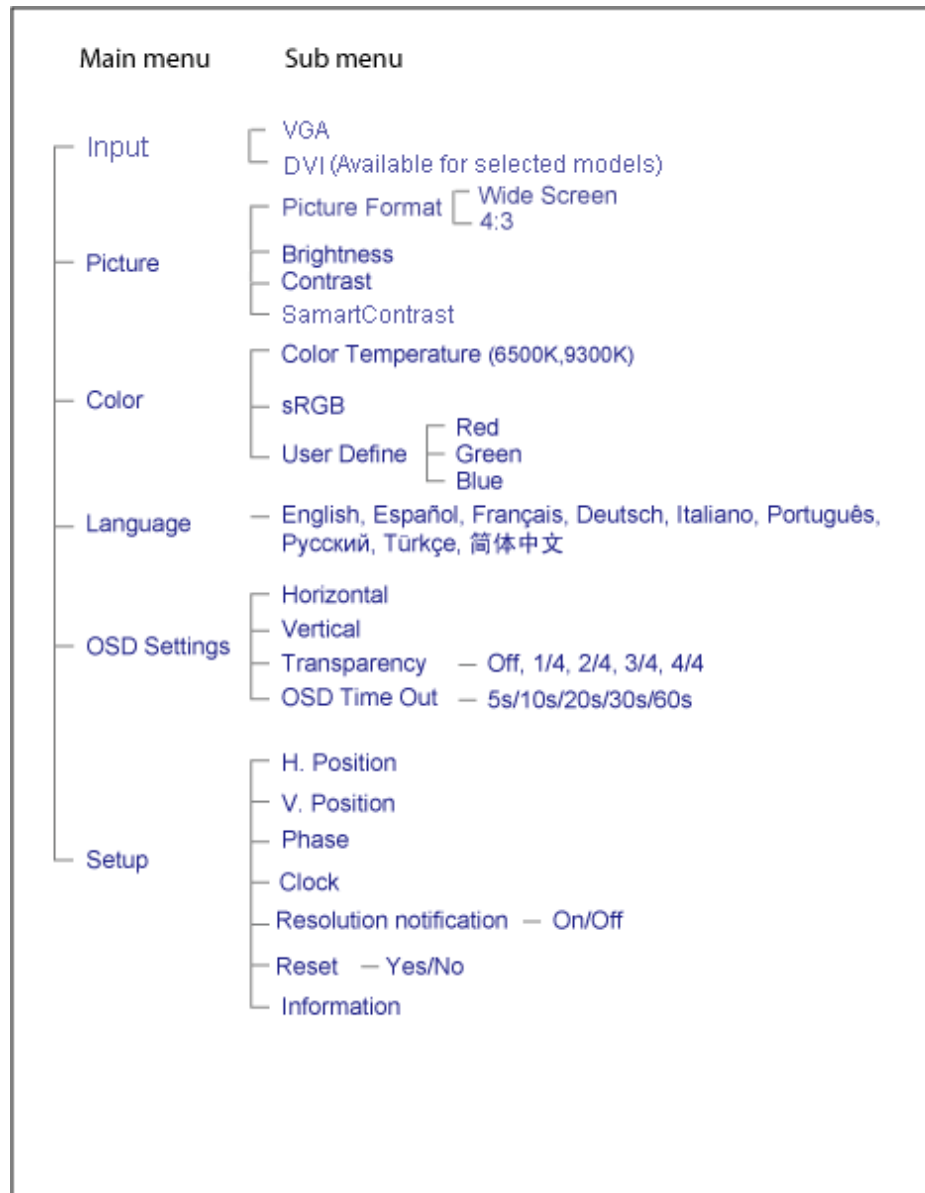 Main menu Sub menu
Input
VGA
DVI (Available for selected models)
Picture
Picture Format
Wide Screen
4:3
Brightness
Contrast
SamartContrast
Color
Color Temperature (6500K,9300K)
sRGB
User Define
Red
Green
Blue
Language
English, Español, Français, Deutsch, Italiano, Português,
Русский, Türkçe, 简体中文
OSD Settings
Horizontal
Vertical
Transparency — Off, 1/4, 2/4, 3/4, 4/4
OSD Time Out — 5s/10s/20s/30s/60s
Setup
H. Position
V. Position
Phase
Clock
Resolution notification — On/Off
Reset — Yes/No
Information